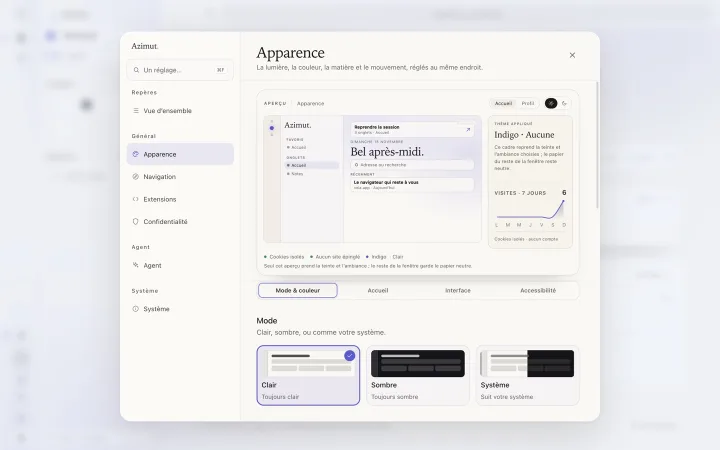 Azimut.
Un réglage...
⌘F
Repères
Vue d'ensemble
Général
Apparence
Navigation
Extensions
Confidentialité
Agent
Agent
Système
Système
Apparence
La lumière, la couleur, la matière et le mouvement, réglés au même endroit.
APERÇU
Apparence
Accueil
Profil
Azimut.
FAVORIS
Accueil
ONGLETS
Accueil
Notes
Reprendre la session
Bel après-midi.
Adresse ou recherche
RÉCEMMENT
Le navigateur qui reste à vous
THÈME APPLIQUÉ
Indigo · Aucune
Ce cadre reprend la teinte et
l'ambiance choisies ; le papier
du reste de la fenêtre reste
neutre.
VISITES · 7 JOURS
6
L M M J V S D
Cookies isolés · aucun compte
Cookies isolés
Aucun site épinglé
Indigo · Clair
Seul cet aperçu prend la teinte et l'ambiance ; le reste de la fenêtre garde le papier neutre.
Mode & couleur
Accueil
Interface
Accessibilité
Mode
Clair, sombre, ou comme votre système.
Clair
Toujours clair
Sombre
Toujours sombre
Système
Suit votre système